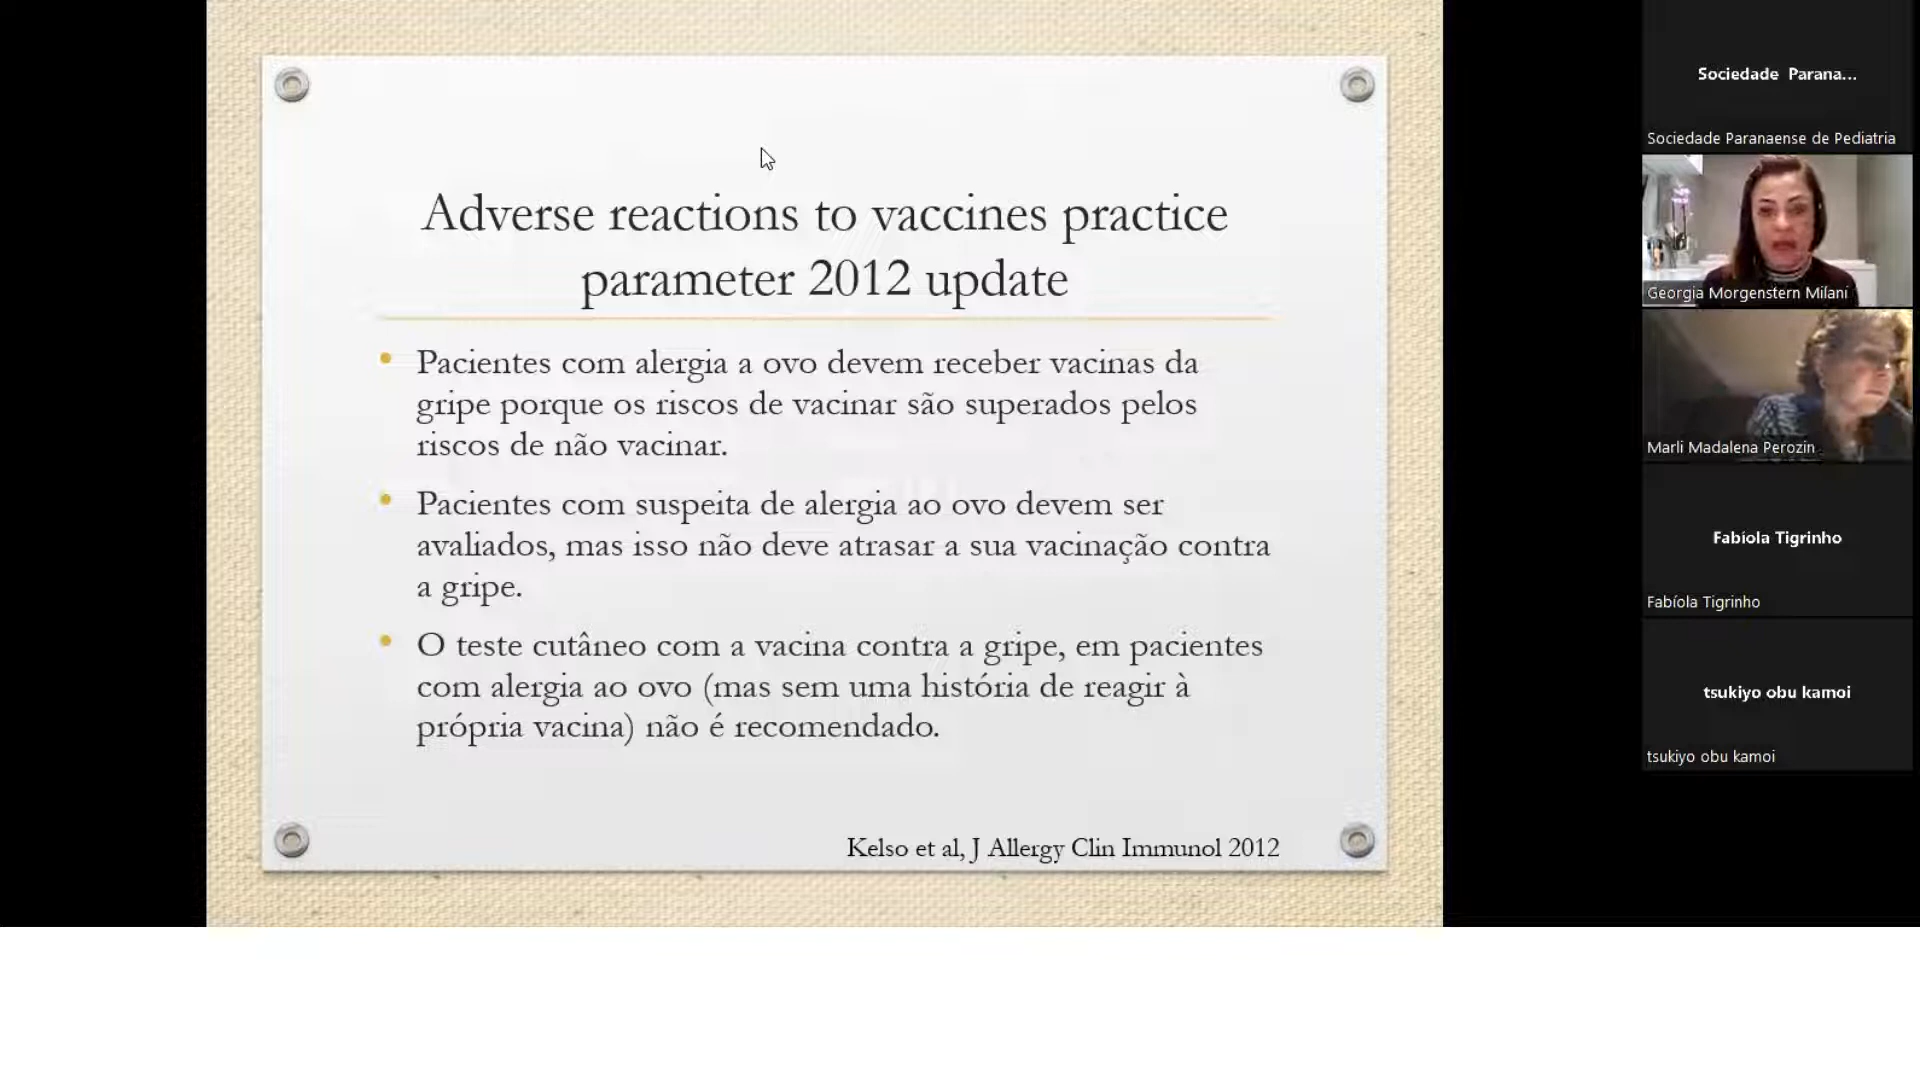 Adverse reactions to vaccines practice
parameter 2012 update
• Pacientes com alergia a ovo devem receber vacinas da
gripe porque os riscos de vacinar são superados pelos
riscos de não vacinar.
• Pacientes com suspeita de alergia ao ovo devem ser
avaliados, mas isso não deve atrasar a sua vacinação contra
a gripe.
• O teste cutâneo com a vacina contra a gripe, em pacientes
com alergia ao ovo (mas sem uma história de reagir à
própria vacina) não é recomendado.
Kelso et al, J Allergy Clin Immunol 2012
Sociedade Parana...
Sociedade Paranaense de Pediatria
Georgia Morgenstern Milani
Marli Madalena Perozin
Fabíola Tigrinho
Fabíola Tigrinho
tsukiyo obu kamoi
tsukiyo obu kamoi